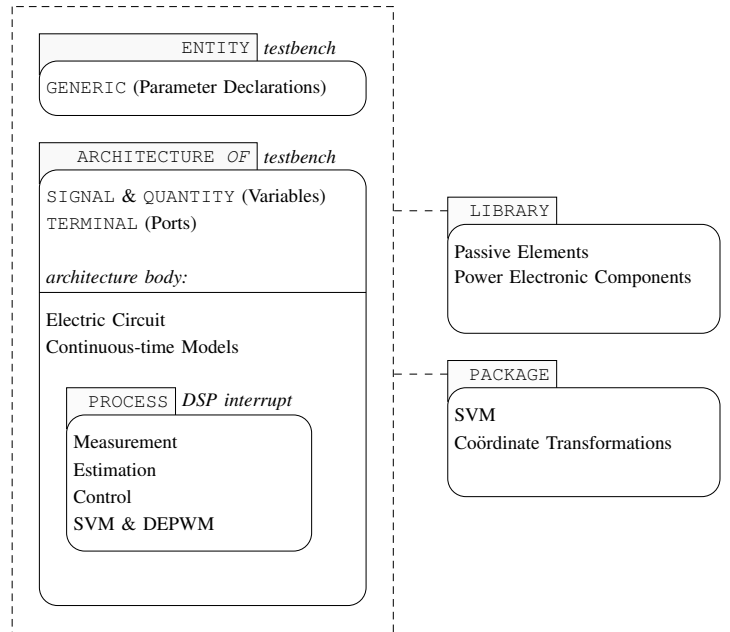 ENTITY testbench
GENERIC (Parameter Declarations)
ARCHITECTURE OF testbench
SIGNAL & QUANTITY (Variables)
TERMINAL (Ports)
architecture body:
Electric Circuit
Continuous-time Models
PROCESS DSP interrupt
Measurement
Estimation
Control
SVM & DEPWM
LIBRARY
Passive Elements
Power Electronic Components
PACKAGE
SVM
Coördinate Transformations